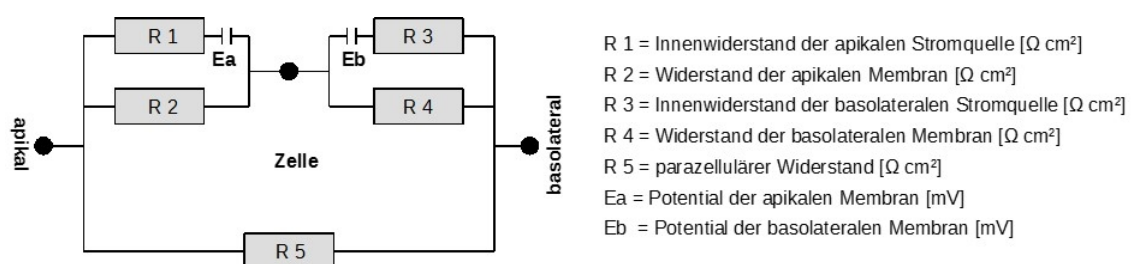 R 1
Ea
Eb
R 3
R 2
R 4
apikal
Zelle
basolateral
R 5
R 1 = Innenwiderstand der apikalen Stromquelle [Ω cm²]
R 2 = Widerstand der apikalen Membran [Ω cm²]
R 3 = Innenwiderstand der basolateralen Stromquelle [Ω cm²]
R 4 = Widerstand der basolateralen Membran [Ω cm²]
R 5 = parazellulärer Widerstand [Ω cm²]
Ea = Potential der apikalen Membran [mV]
Eb = Potential der basolateralen Membran [mV]